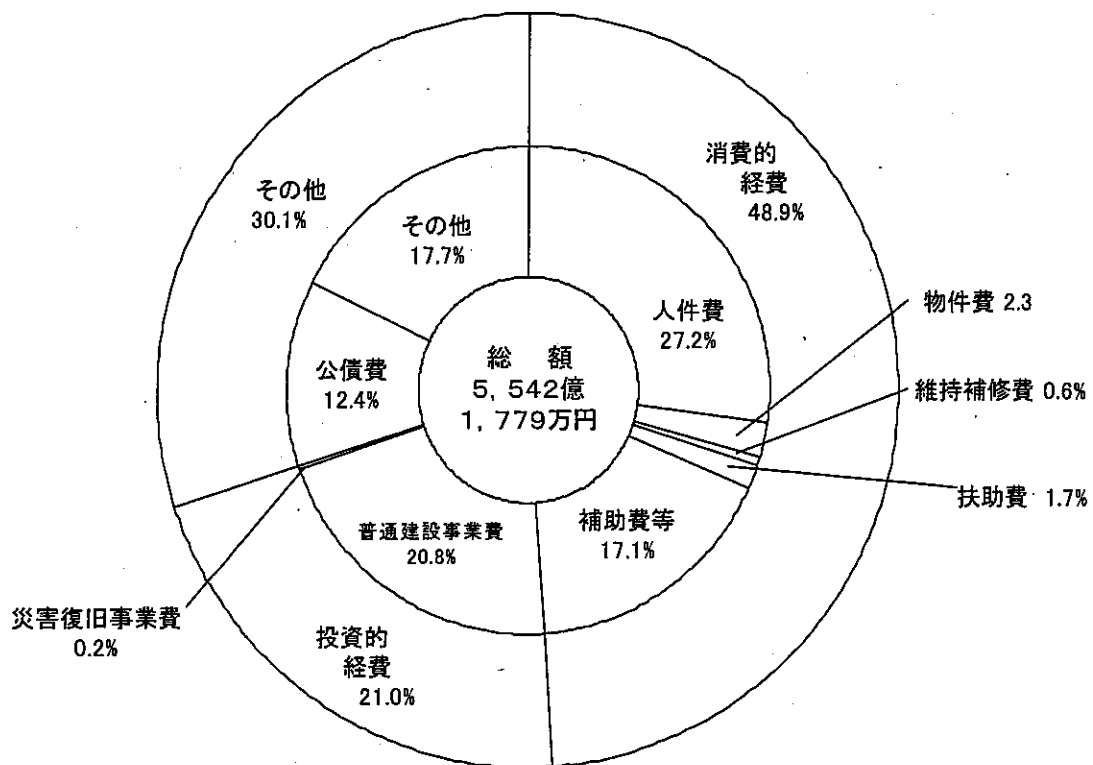 消費的
経費
48.9%
その他
30.1%
その他
17.7%
人件費
27.2%
物件費 2.3
総 額
5,542億
1,779万円
公債費
12.4%
維持補修費 0.6%
扶助費 1.7%
補助費等
17.1%
普通建設事業費
20.8%
災害復旧事業費
0.2%
投資的
経費
21.0%